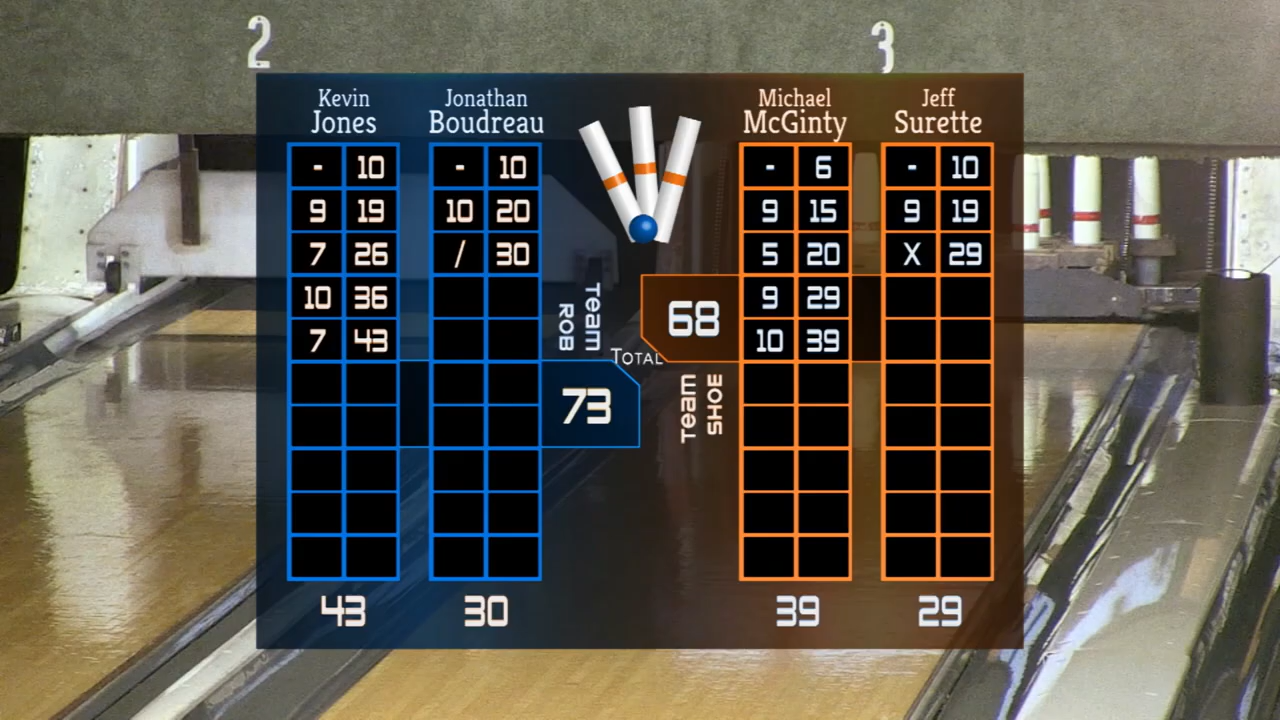 2
3
Kevin
Jones
Jonathan
Boudreau
Michael
McGinty
Jeff
Surette
- 10 - 10 - 6 - 10
9 19 10 20 9 15 9 19
7 26 / 30 5 20 X 29
10 36 9 29
7 43 10 39
TEAM
ROB
68
TOTAL
73
TEAM
SHOE
43 30 39 29